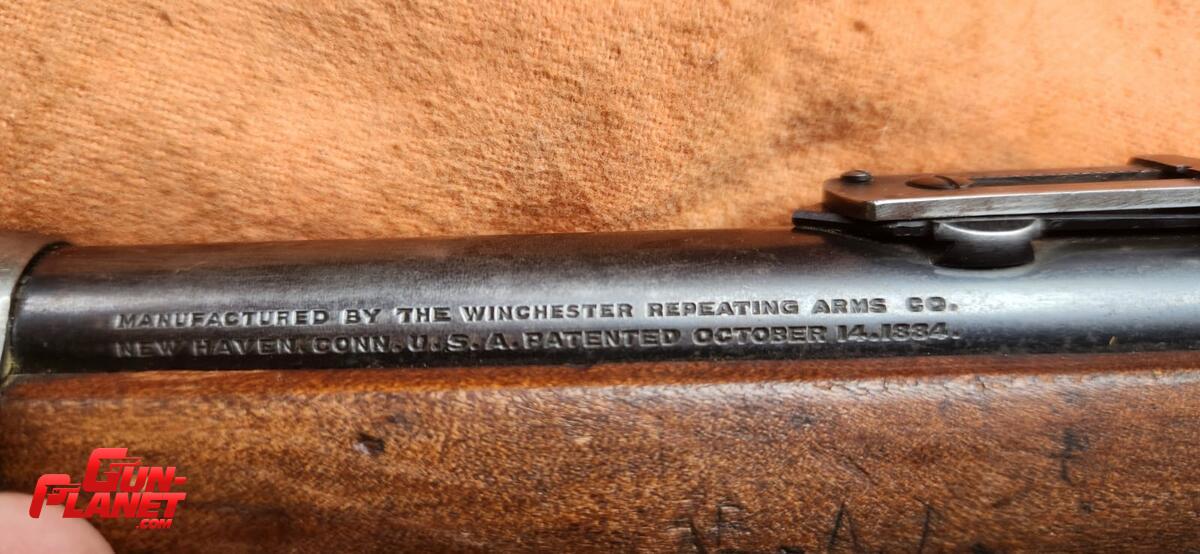 MANUFACTURED BY THE WINCHESTER REPEATING ARMS CO.
NEW HAVEN. CONN. U. S. A. PATENTED OCTOBER 14. 1884.
GUN-
PLANET
.COM